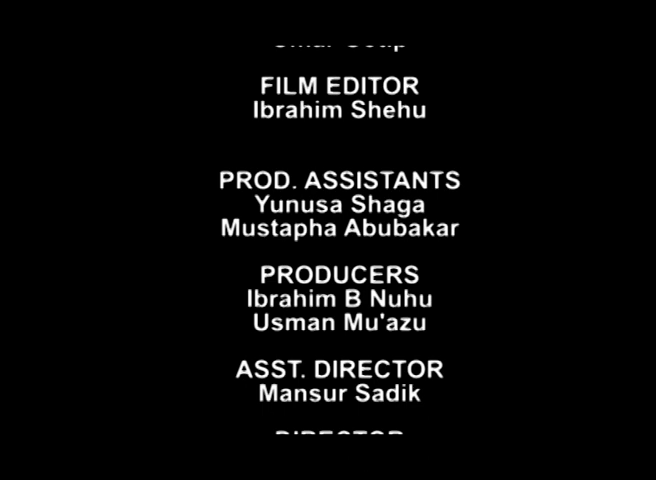 FILM EDITOR
Ibrahim Shehu
PROD. ASSISTANTS
Yunusa Shaga
Mustapha Abubakar
PRODUCERS
Ibrahim B Nuhu
Usman Mu'azu
ASST. DIRECTOR
Mansur Sadik
DIRECTOR